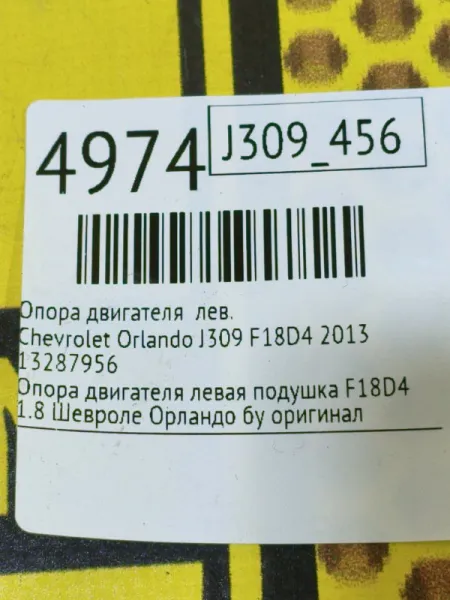 4974 J309_456
Опора двигателя лев.
Chevrolet Orlando J309 F18D4 2013
13287956
Опора двигателя левая подушка F18D4
1.8 Шевроле Орландо бу оригинал